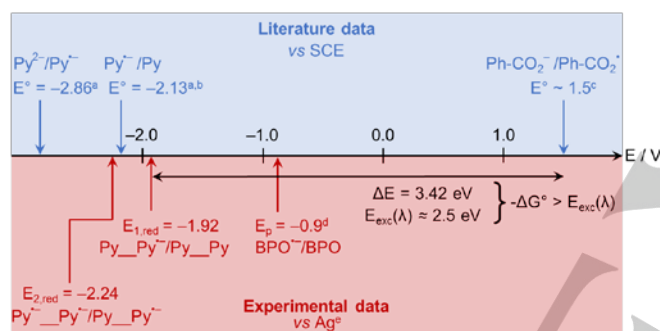 Literature data
vs SCE
Py²⁻/Py•⁻ Py•⁻/Py Ph-CO₂⁻/Ph-CO₂•
E° = −2.86ᵃ E° = −2.13ᵃ,ᵇ E° ~ 1.5ᶜ
−2.0 −1.0 0.0 1.0 E / V
ΔE = 3.42 eV
E_exc(λ) ≈ 2.5 eV } -ΔG° > E_exc(λ)
E₁,red = −1.92 Eₚ = −0.9ᵈ
Py__Py•⁻/Py__Py BPO•⁻/BPO
E₂,red = −2.24
Py•⁻__Py•⁻/Py__Py•⁻
Experimental data
vs Agᵉ